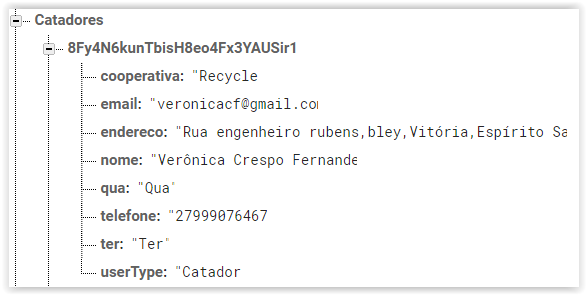 Catadores
8Fy4N6kunTbisH8eo4Fx3YAUSir1
cooperativa: "Recycle
email: "veronicacf@gmail.com
endereco: "Rua engenheiro rubens,bley,Vitória,Espírito Sa
nome: "Verônica Crespo Fernande
qua: "Qua"
telefone: "27999076467
ter: "Ter"
userType: "Catador